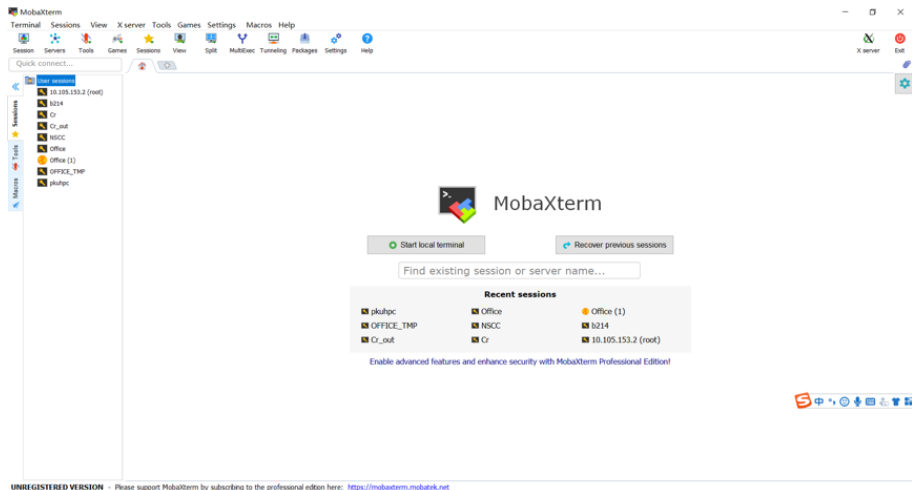 MobaXterm
Terminal Sessions View X server Tools Games Settings Macros Help
Session Servers Tools Games Sessions View Split MultiExec Tunneling Packages Settings Help X server Exit
Quick connect...
User sessions
10.105.153.2 (root)
b214
Cr
Cr_out
NSCC
Office
Office (1)
OFFICE_TMP
pkuhpc
Sessions
Tools
Macros
MobaXterm
Start local terminal Recover previous sessions
Find existing session or server name...
Recent sessions
pkuhpc Office Office (1)
OFFICE_TMP NSCC b214
Cr_out Cr 10.105.153.2 (root)
Enable advanced features and enhance security with MobaXterm Professional Edition!
中
UNREGISTERED VERSION - Please support MobaXterm by subscribing to the professional edition here: https://mobaxterm.mobatek.net